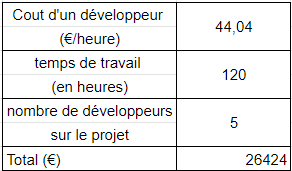 Cout d'un développeur
(€/heure)
44,04
temps de travail
(en heures)
120
nombre de développeurs
sur le projet
5
Total (€)
26424